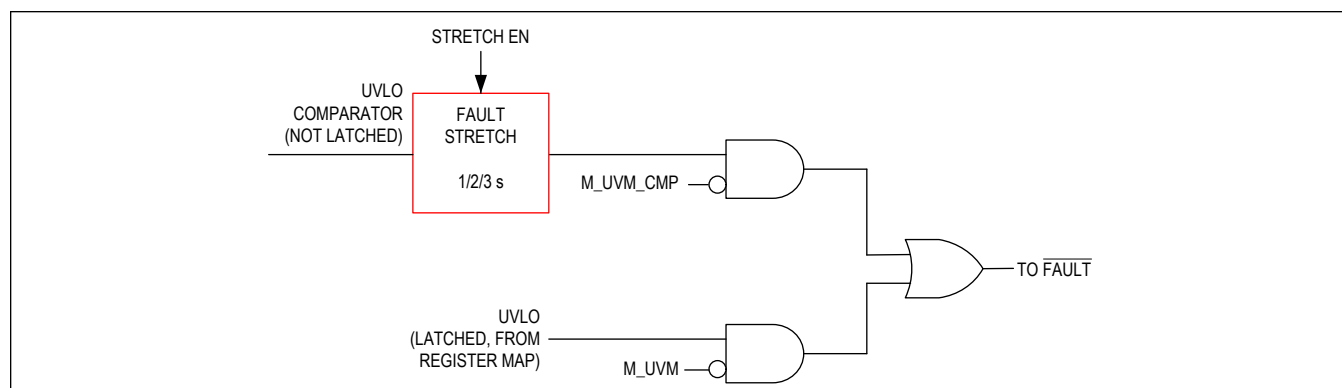 STRETCH EN
UVLO
COMPARATOR
(NOT LATCHED)
FAULT
STRETCH
1/2/3 s
M_UVM_CMP
TO FAULT
UVLO
(LATCHED, FROM
REGISTER MAP)
M_UVM